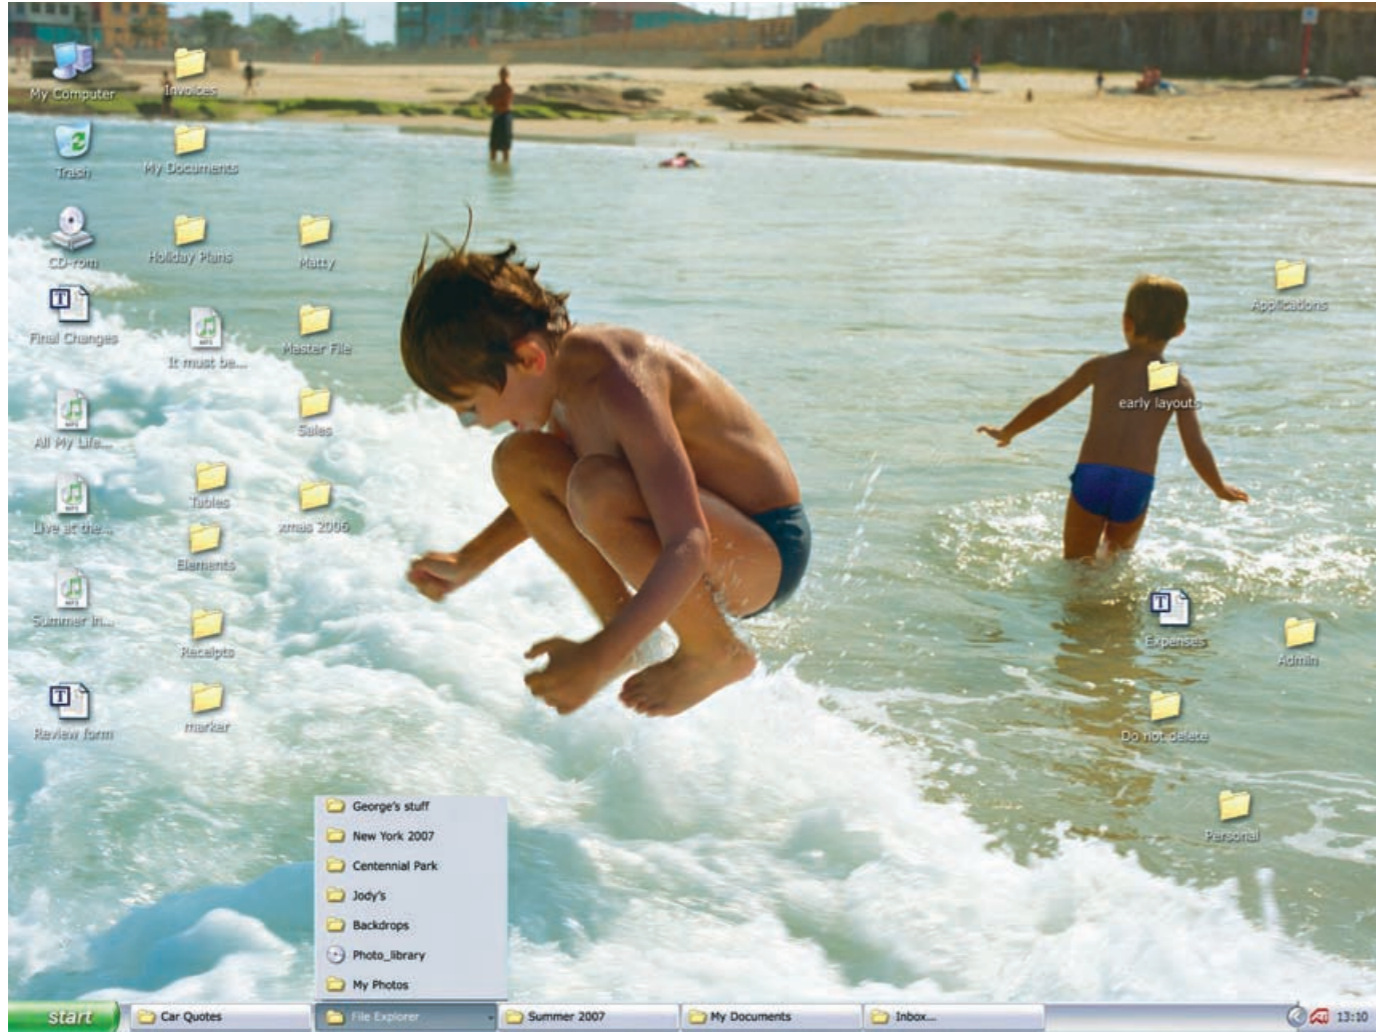 My Computer
Invoices
Trash
My Documents
CD-rom
Holiday Plans
Matty
Applications
Final Changes
It must be...
Master File
early layouts
All My Life...
Sales
Live at the...
Tables
xmas 2006
Elements
Summer in...
Receipts
Expenses
Admin
Review form
marker
Do not delete
Personal
George's stuff
New York 2007
Centennial Park
Jody's
Backdrops
Photo_library
My Photos
start
Car Quotes
File Explorer
Summer 2007
My Documents
Inbox...
ATI
13:10